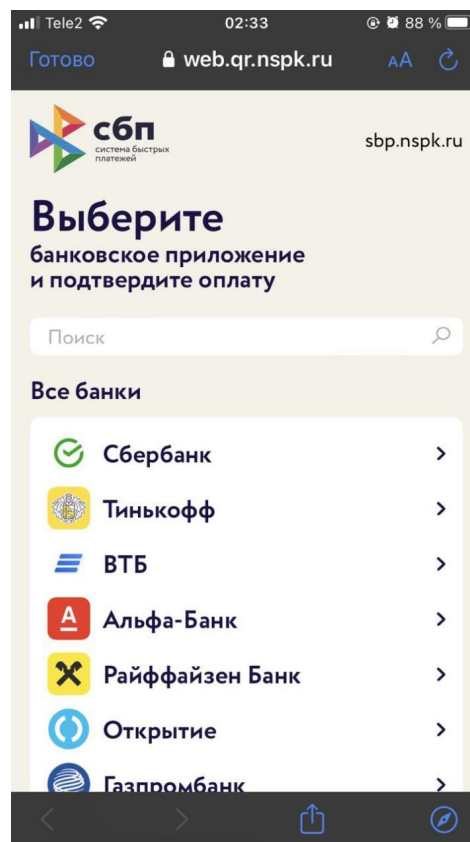 Tele2 02:33 88 %
Готово web.qr.nspk.ru AA
сбп
система быстрых
платежей
sbp.nspk.ru
Выберите
банковское приложение
и подтвердите оплату
Поиск
Все банки
Сбербанк
Тинькофф
ВТБ
А Альфа-Банк
Райффайзен Банк
Открытие
Газпромбанк